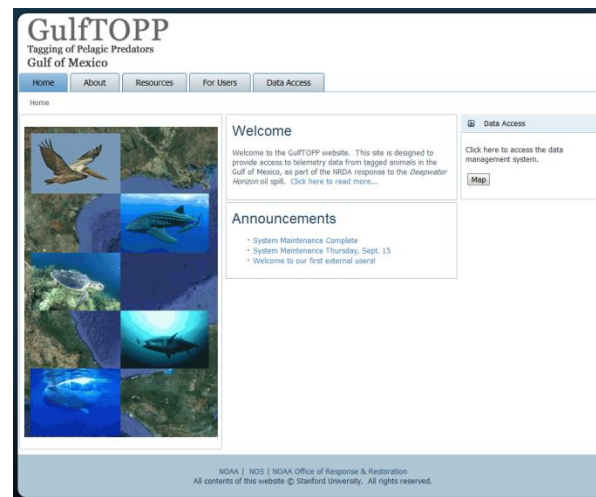 GulfTOPP
Tagging of Pelagic Predators
Gulf of Mexico
Home About Resources For Users Data Access
Home
Welcome
Welcome to the GulfTOPP website. This site is designed to
provide access to telemetry data from tagged animals in the
Gulf of Mexico, as part of the NRDA response to the Deepwater
Horizon oil spill. Click here to read more...
Announcements
System Maintenance Complete
System Maintenance Thursday, Sept. 15
Welcome to our first external users!
Data Access
Click here to access the data
management system.
Map
NOAA | NOS | NOAA Office of Response & Restoration
All contents of this website © Stanford University. All rights reserved.